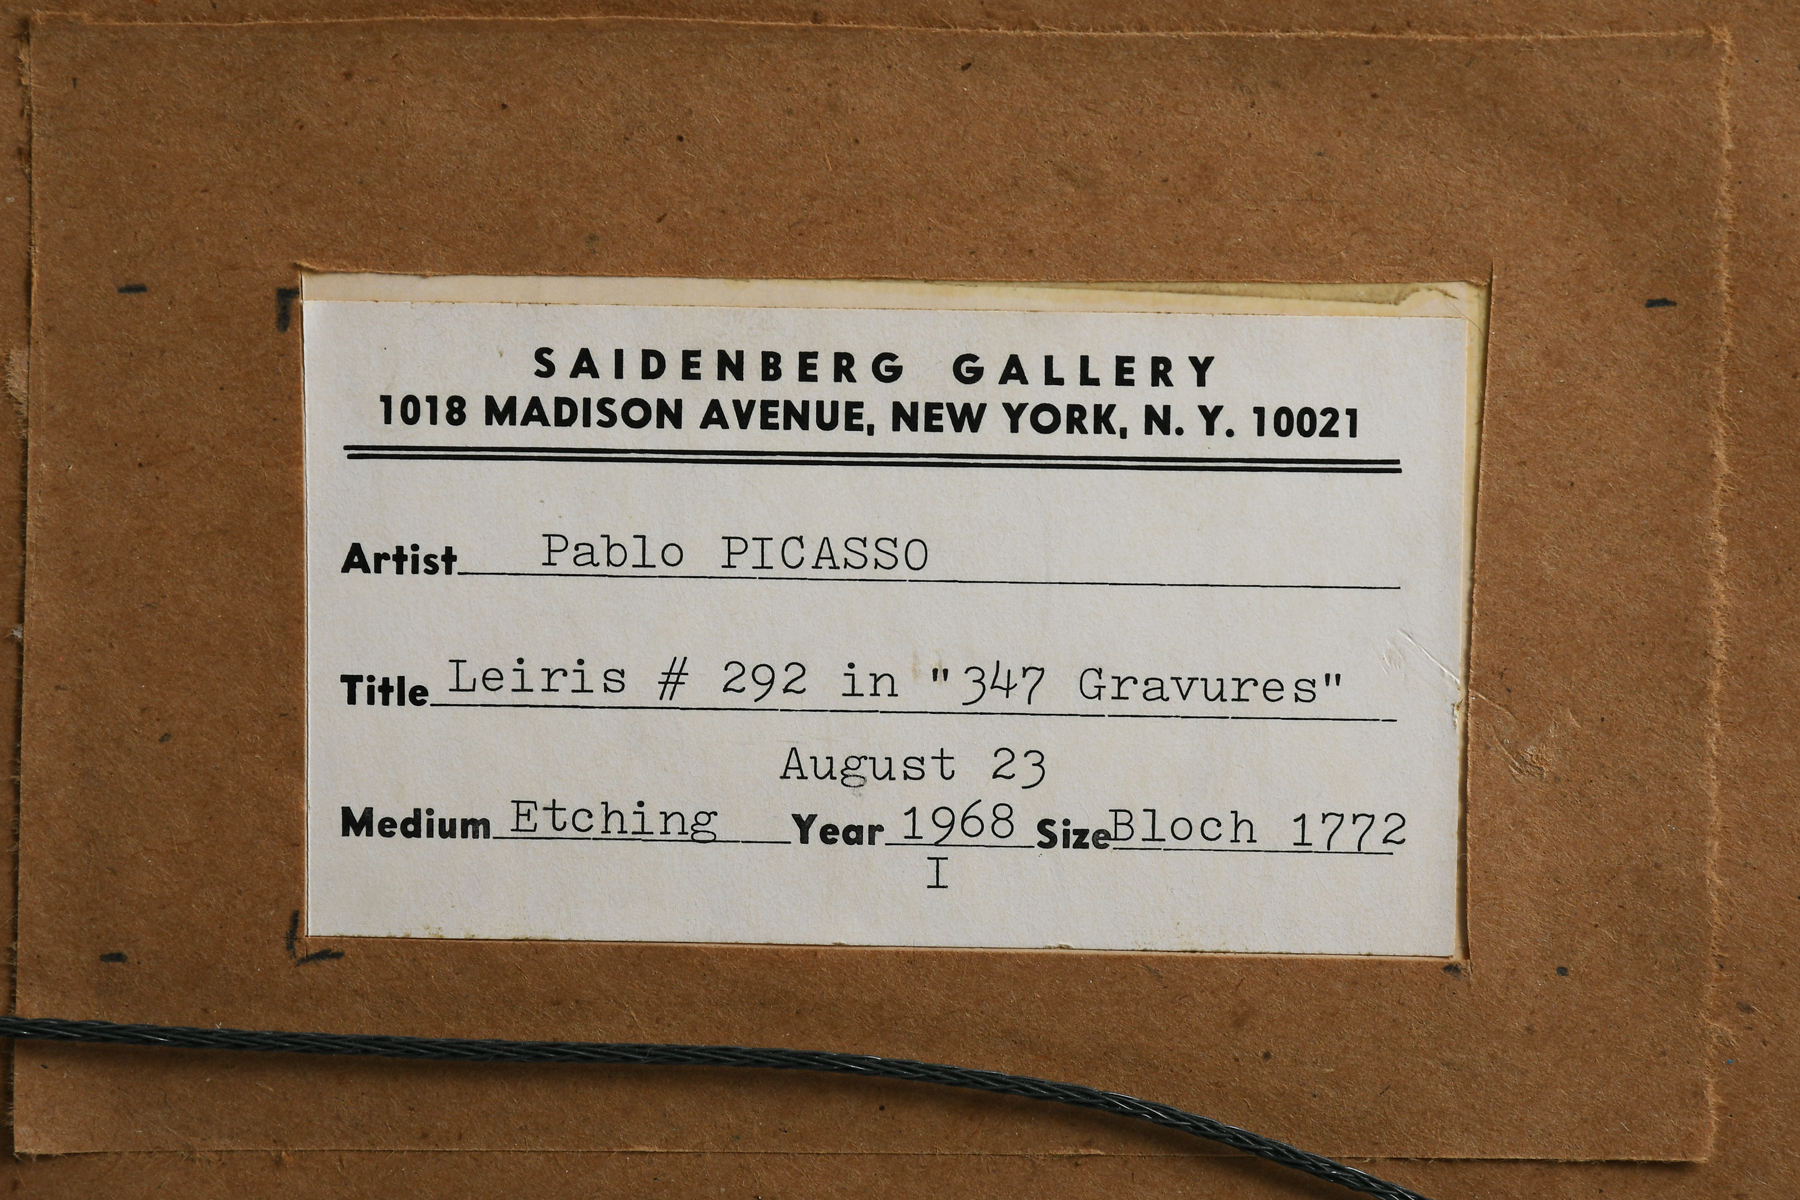 SAIDENBERG GALLERY
1018 MADISON AVENUE, NEW YORK, N. Y. 10021
Artist Pablo PICASSO
Title Leiris # 292 in "347 Gravures"
August 23
Medium Etching Year 1968 Size Bloch 1772
I